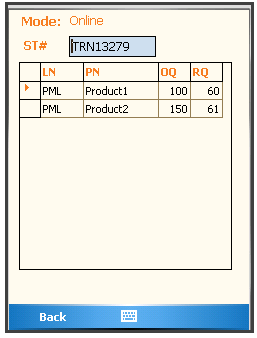 Mode: Online
ST# TRN13279
LN PN OQ RQ
PML Product1 100 60
PML Product2 150 61
Back